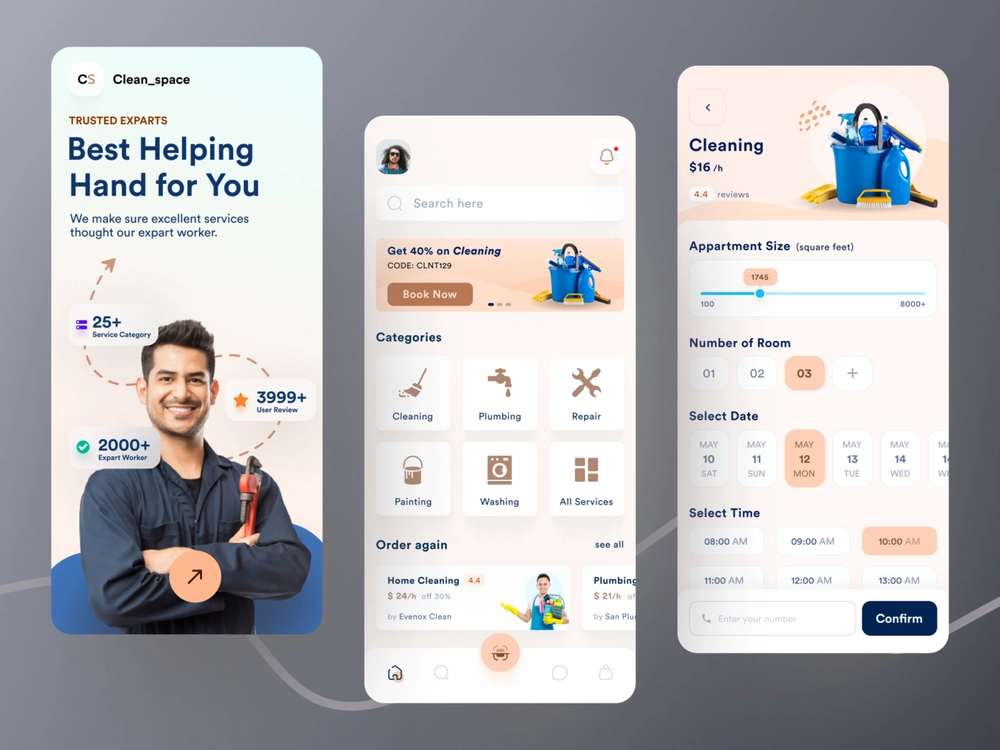 CS Clean_space
TRUSTED EXPARTS
Best Helping
Hand for You
We make sure excellent services
thought our expart worker.
25+
Service Category
3999+
User Review
2000+
Expart Worker
Search here
Get 40% on Cleaning
CODE: CLNT129
Book Now
Categories
Cleaning Plumbing Repair
Painting Washing All Services
Order again see all
Home Cleaning 4.4
$ 24/h off 30%
by Evenox Clean
Plumbing
$ 21/h
by San
Cleaning
$16 /h
4.4 reviews
Appartment Size (square feet)
1745
100 8000+
Number of Room
01 02 03 +
Select Date
MAY MAY MAY MAY MAY
10 11 12 13 14
SAT SUN MON TUE WED
Select Time
08:00 AM 09:00 AM 10:00 AM
11:00 AM 12:00 AM 13:00 AM
Enter your number Confirm